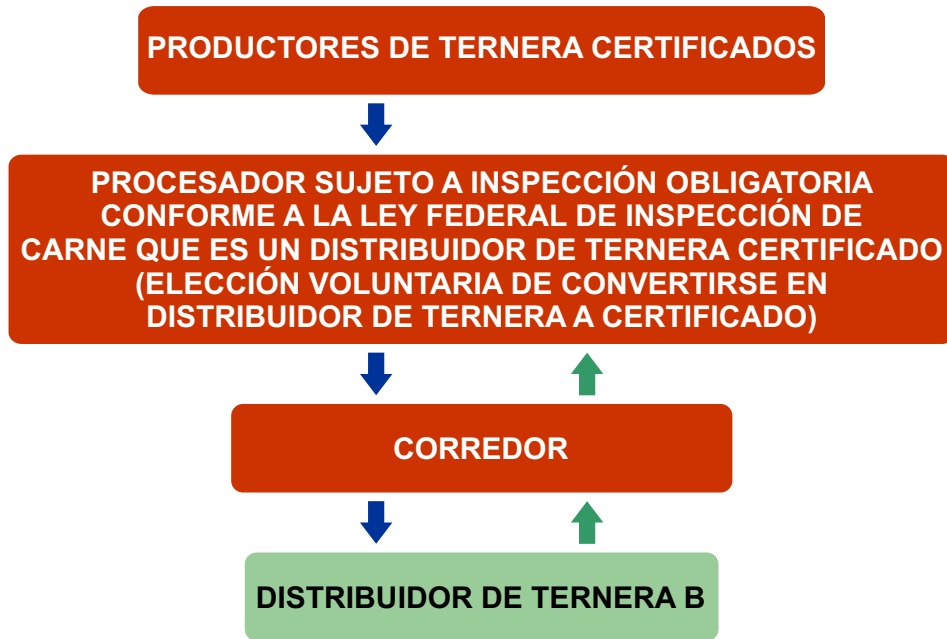 PRODUCTORES DE TERNERA CERTIFICADOS
PROCESADOR SUJETO A INSPECCIÓN OBLIGATORIA
CONFORME A LA LEY FEDERAL DE INSPECCIÓN DE
CARNE QUE ES UN DISTRIBUIDOR DE TERNERA CERTIFICADO
(ELECCIÓN VOLUNTARIA DE CONVERTIRSE EN
DISTRIBUIDOR DE TERNERA A CERTIFICADO)
CORREDOR
DISTRIBUIDOR DE TERNERA B